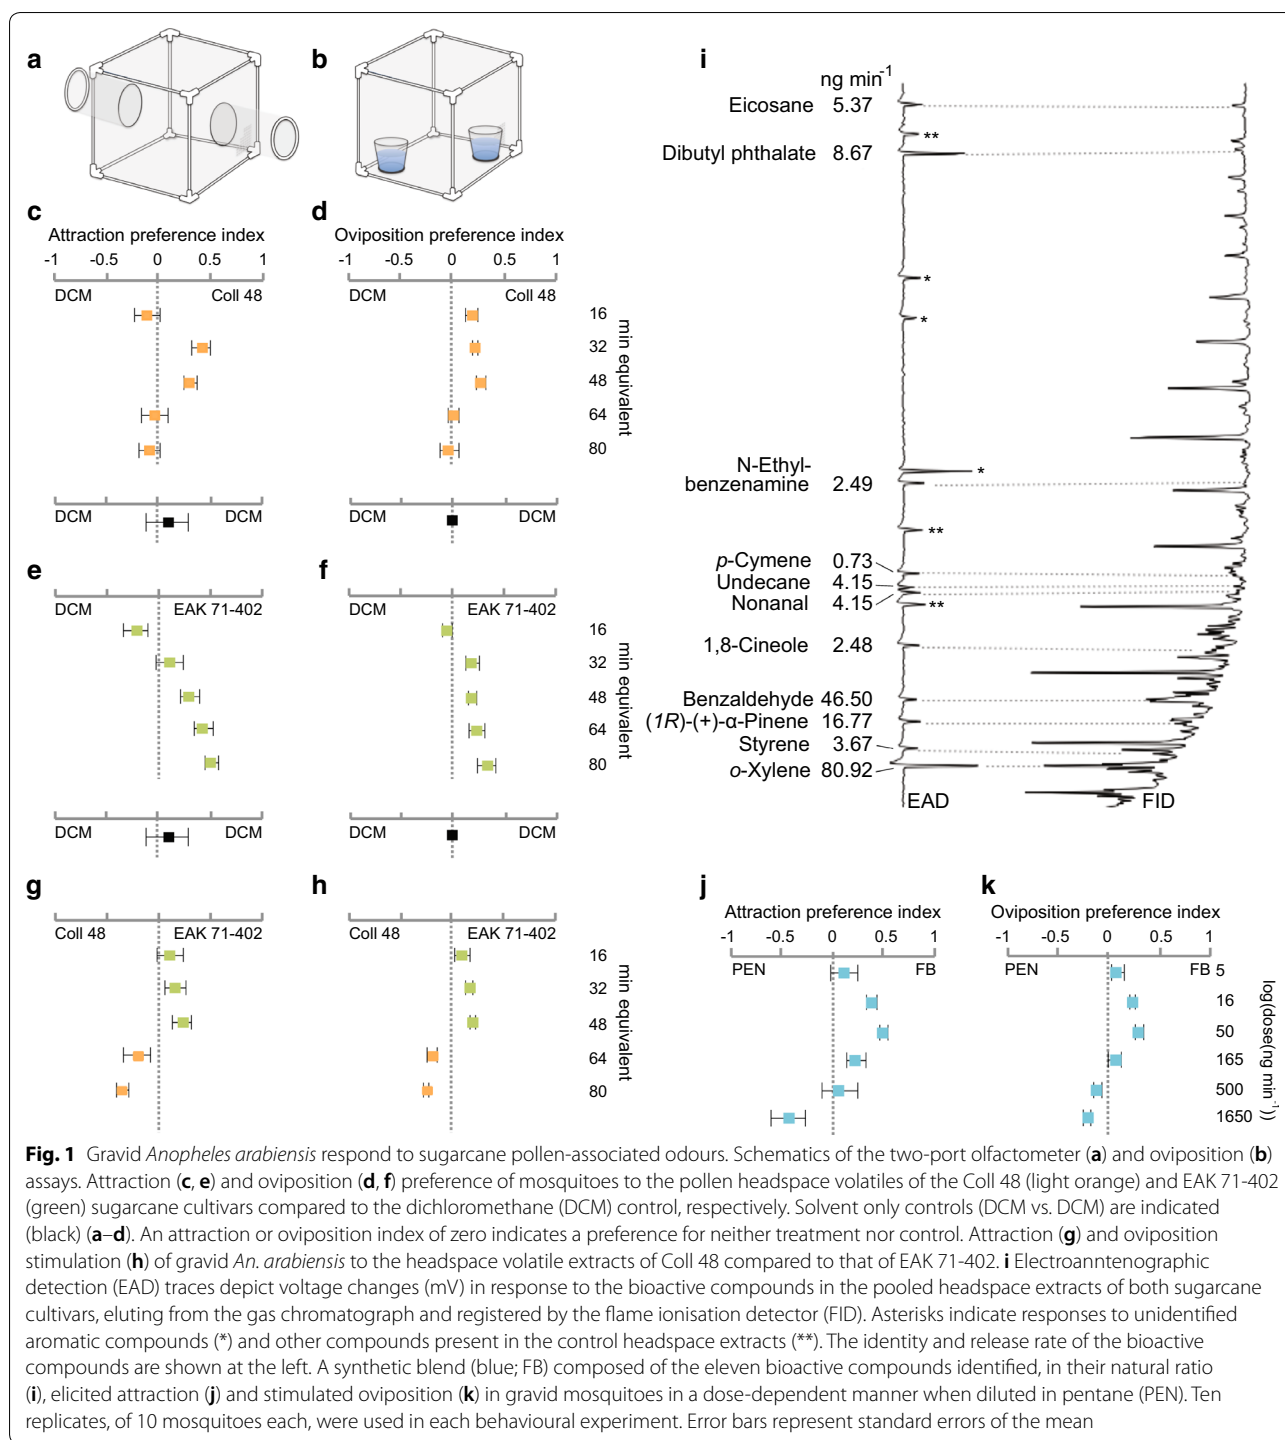 a
b
c
Attraction preference index
-1 -0.5 0 0.5 1
DCM Coll 48
d
Oviposition preference index
-1 -0.5 0 0.5 1
DCM Coll 48
16
32
48
64
80
min equivalent
DCM DCM
DCM DCM
e
DCM EAK 71-402
f
DCM EAK 71-402
16
32
48
64
80
min equivalent
DCM DCM
DCM DCM
g
Coll 48 EAK 71-402
h
Coll 48 EAK 71-402
16
32
48
64
80
min equivalent
i
ng min-1
Eicosane 5.37
**
Dibutyl phthalate 8.67
*
*
N-Ethyl-
benzenamine 2.49
*
**
p-Cymene 0.73
Undecane 4.15
Nonanal 4.15
**
1,8-Cineole 2.48
Benzaldehyde 46.50
(1R)-(+)-α-Pinene 16.77
Styrene 3.67
o-Xylene 80.92
EAD FID
j
Attraction preference index
-1 -0.5 0 0.5 1
PEN FB
k
Oviposition preference index
-1 -0.5 0 0.5 1
PEN FB
5
16
50
165
500
1650
log(dose(ng min-1))
Fig. 1 Gravid Anopheles arabiensis respond to sugarcane pollen-associated odours. Schematics of the two-port olfactometer (a) and oviposition (b)
assays. Attraction (c, e) and oviposition (d, f) preference of mosquitoes to the pollen headspace volatiles of the Coll 48 (light orange) and EAK 71-402
(green) sugarcane cultivars compared to the dichloromethane (DCM) control, respectively. Solvent only controls (DCM vs. DCM) are indicated
(black) (a–d). An attraction or oviposition index of zero indicates a preference for neither treatment nor control. Attraction (g) and oviposition
stimulation (h) of gravid An. arabiensis to the headspace volatile extracts of Coll 48 compared to that of EAK 71-402. i Electroanntenographic
detection (EAD) traces depict voltage changes (mV) in response to the bioactive compounds in the pooled headspace extracts of both sugarcane
cultivars, eluting from the gas chromatograph and registered by the flame ionisation detector (FID). Asterisks indicate responses to unidentified
aromatic compounds (*) and other compounds present in the control headspace extracts (**). The identity and release rate of the bioactive
compounds are shown at the left. A synthetic blend (blue; FB) composed of the eleven bioactive compounds identified, in their natural ratio
(i), elicited attraction (j) and stimulated oviposition (k) in gravid mosquitoes in a dose-dependent manner when diluted in pentane (PEN). Ten
replicates, of 10 mosquitoes each, were used in each behavioural experiment. Error bars represent standard errors of the mean